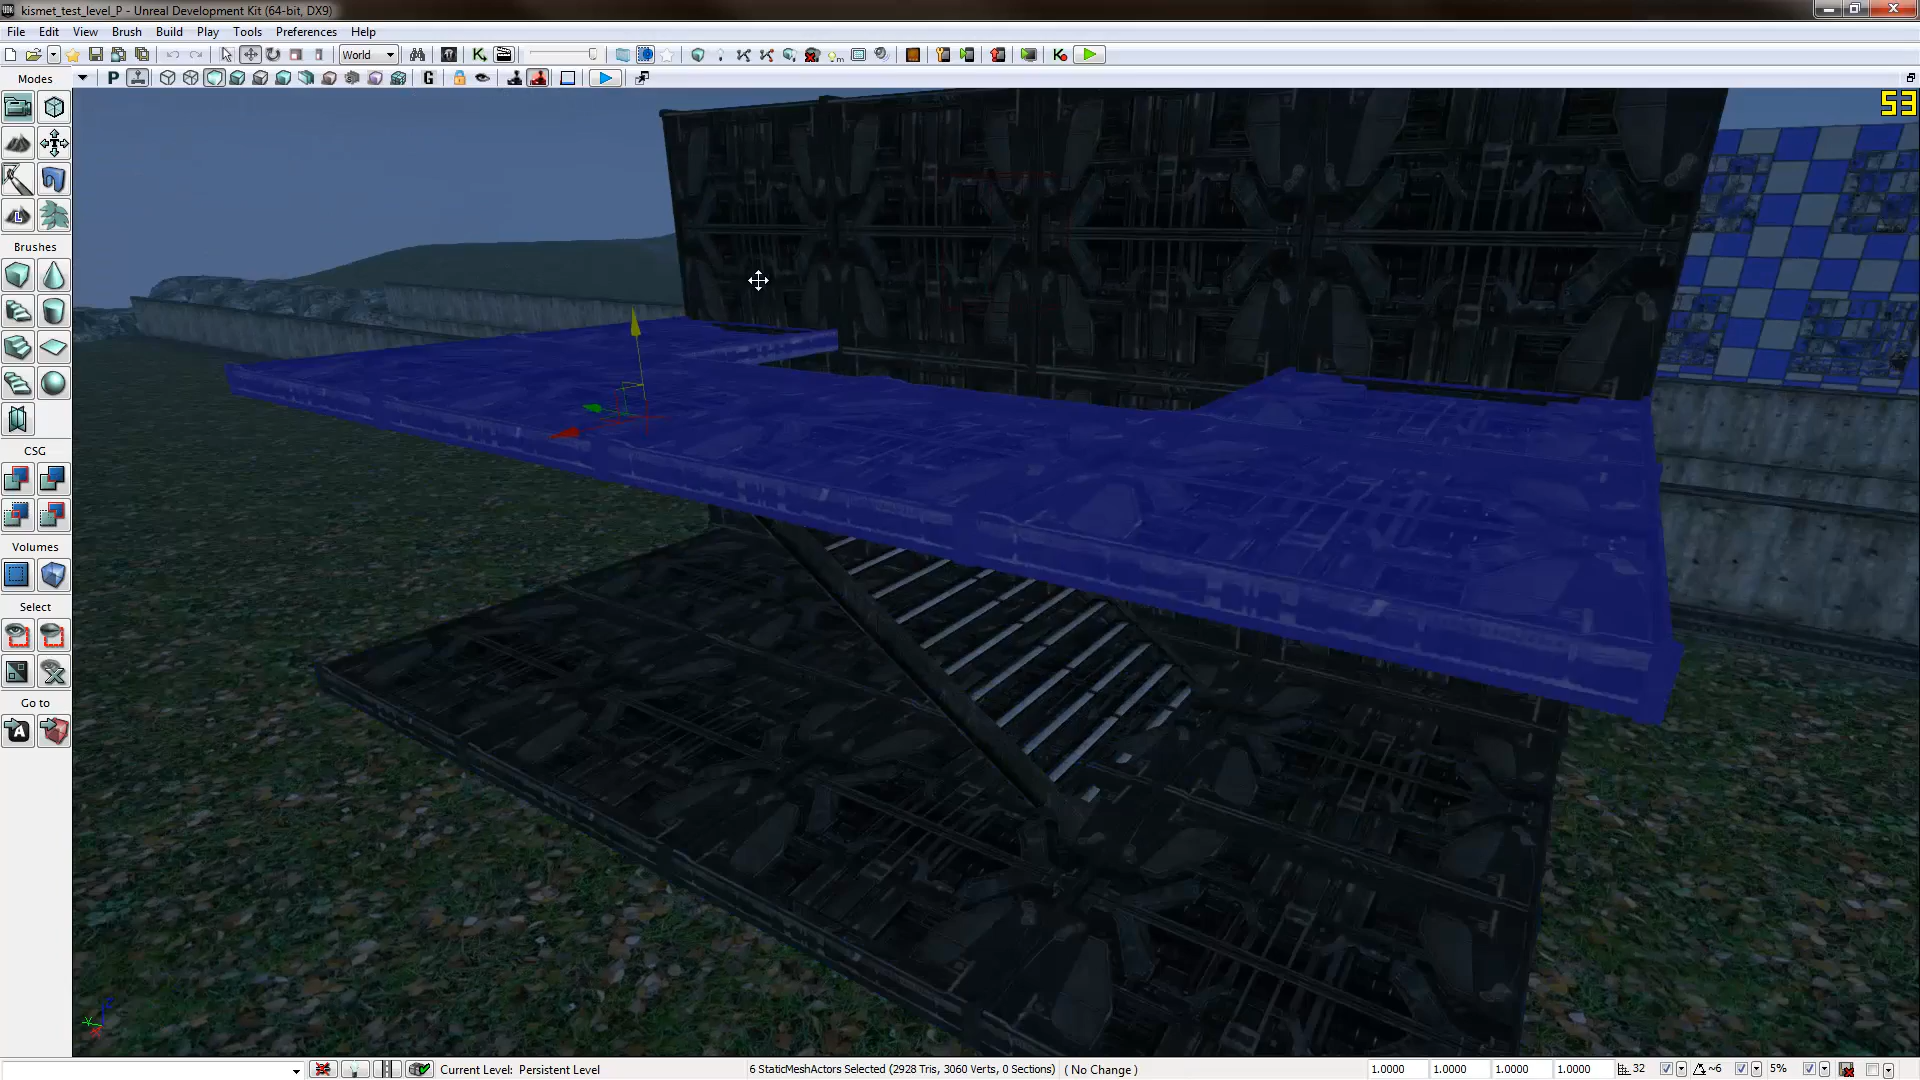 kismet_test_level_P - Unreal Development Kit (64-bit, DX9)
File Edit View Brush Build Play Tools Preferences Help
World
Modes
P
G
53
L
Brushes
CSG
Volumes
Select
Go to
A
Current Level: Persistent Level
6 StaticMeshActors Selected (2928 Tris, 3060 Verts, 0 Sections) ( No Change )
1.0000 1.0000 1.0000 1.0000 32 ~6 5%